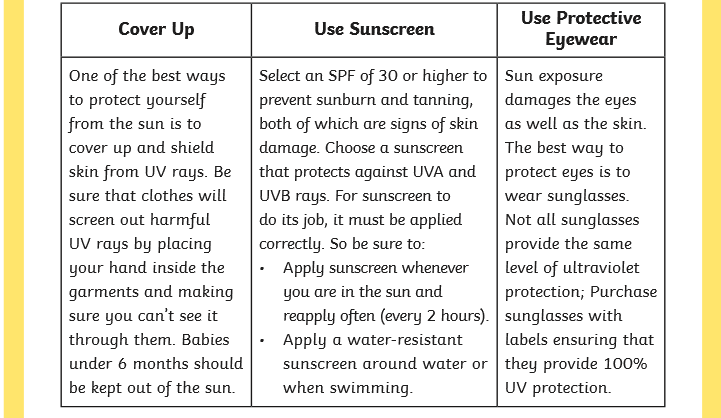 Cover Up
One of the best ways
to protect yourself
from the sun is to
cover up and shield
skin from UV rays. Be
sure that clothes will
screen out harmful
UV rays by placing
your hand inside the
garments and making
sure you can't see it
through them. Babies
under 6 months should
be kept out of the sun.
Use Sunscreen
Select an SPF of 30 or higher to
prevent sunburn and tanning,
both of which are signs of skin
damage. Choose a sunscreen
that protects against UVA and
UVB rays. For sunscreen to
do its job, it must be applied
correctly. So be sure to:
• Apply sunscreen whenever
you are in the sun and
reapply often (every 2 hours).
• Apply a water-resistant
sunscreen around water or
when swimming.
Use Protective
Eyewear
Sun exposure
damages the eyes
as well as the skin.
The best way to
protect eyes is to
wear sunglasses.
Not all sunglasses
provide the same
level of ultraviolet
protection; Purchase
sunglasses with
labels ensuring that
they provide 100%
UV protection.